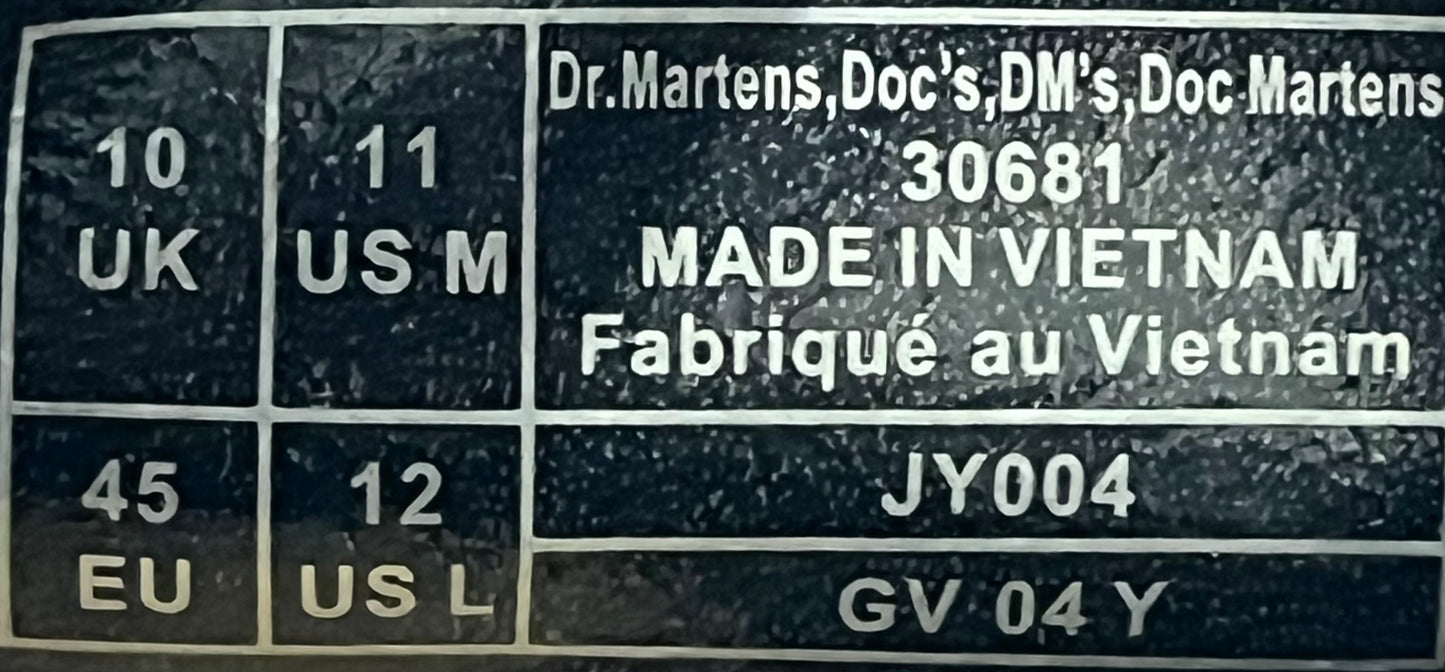 10
UK
11
US M
Dr.Martens,Doc's,DM's,Doc Martens
30681
MADE IN VIETNAM
Fabriqué au Vietnam
45
EU
12
US L
JY004
GV 04 Y